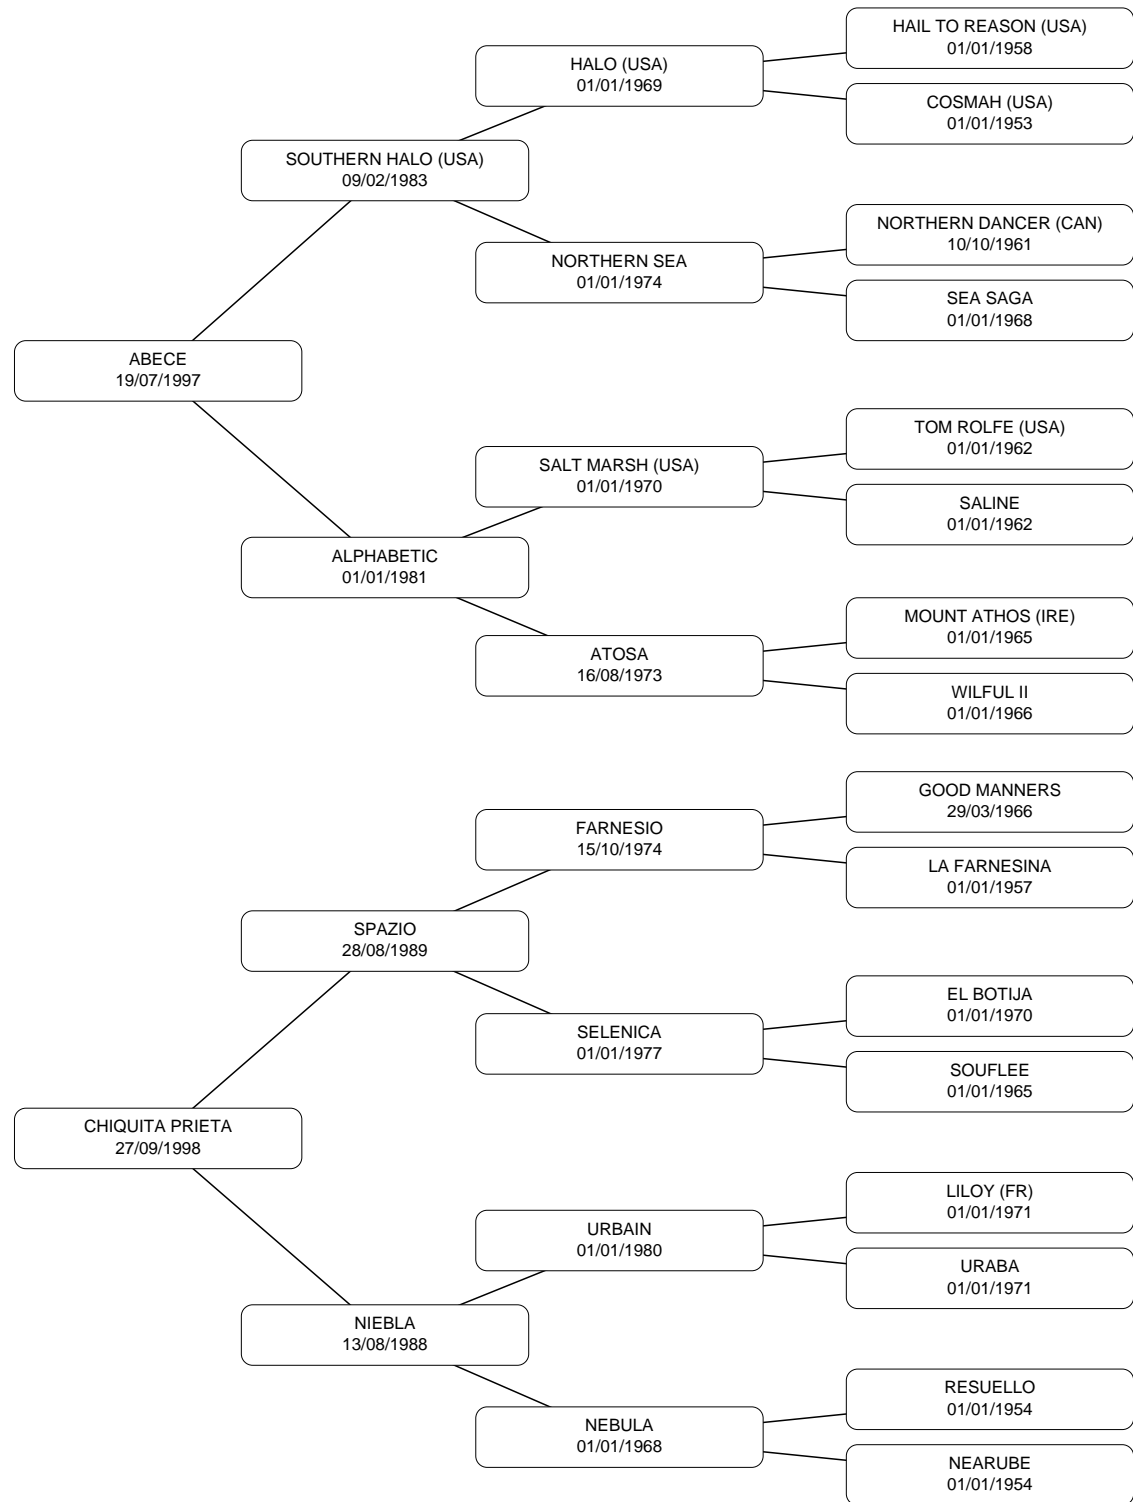 HAIL TO REASON (USA)
01/01/1958
HALO (USA)
01/01/1969
COSMAH (USA)
01/01/1953
SOUTHERN HALO (USA)
09/02/1983
NORTHERN DANCER (CAN)
10/10/1961
NORTHERN SEA
01/01/1974
SEA SAGA
01/01/1968
ABECE
19/07/1997
TOM ROLFE (USA)
01/01/1962
SALT MARSH (USA)
01/01/1970
SALINE
01/01/1962
ALPHABETIC
01/01/1981
MOUNT ATHOS (IRE)
01/01/1965
ATOSA
16/08/1973
WILFUL II
01/01/1966
GOOD MANNERS
29/03/1966
FARNESIO
15/10/1974
LA FARNESINA
01/01/1957
SPAZIO
28/08/1989
EL BOTIJA
01/01/1970
SELENICA
01/01/1977
SOUFLEE
01/01/1965
CHIQUITA PRIETA
27/09/1998
LILOY (FR)
01/01/1971
URBAIN
01/01/1980
URABA
01/01/1971
NIEBLA
13/08/1988
RESUELLO
01/01/1954
NEBULA
01/01/1968
NEARUBE
01/01/1954